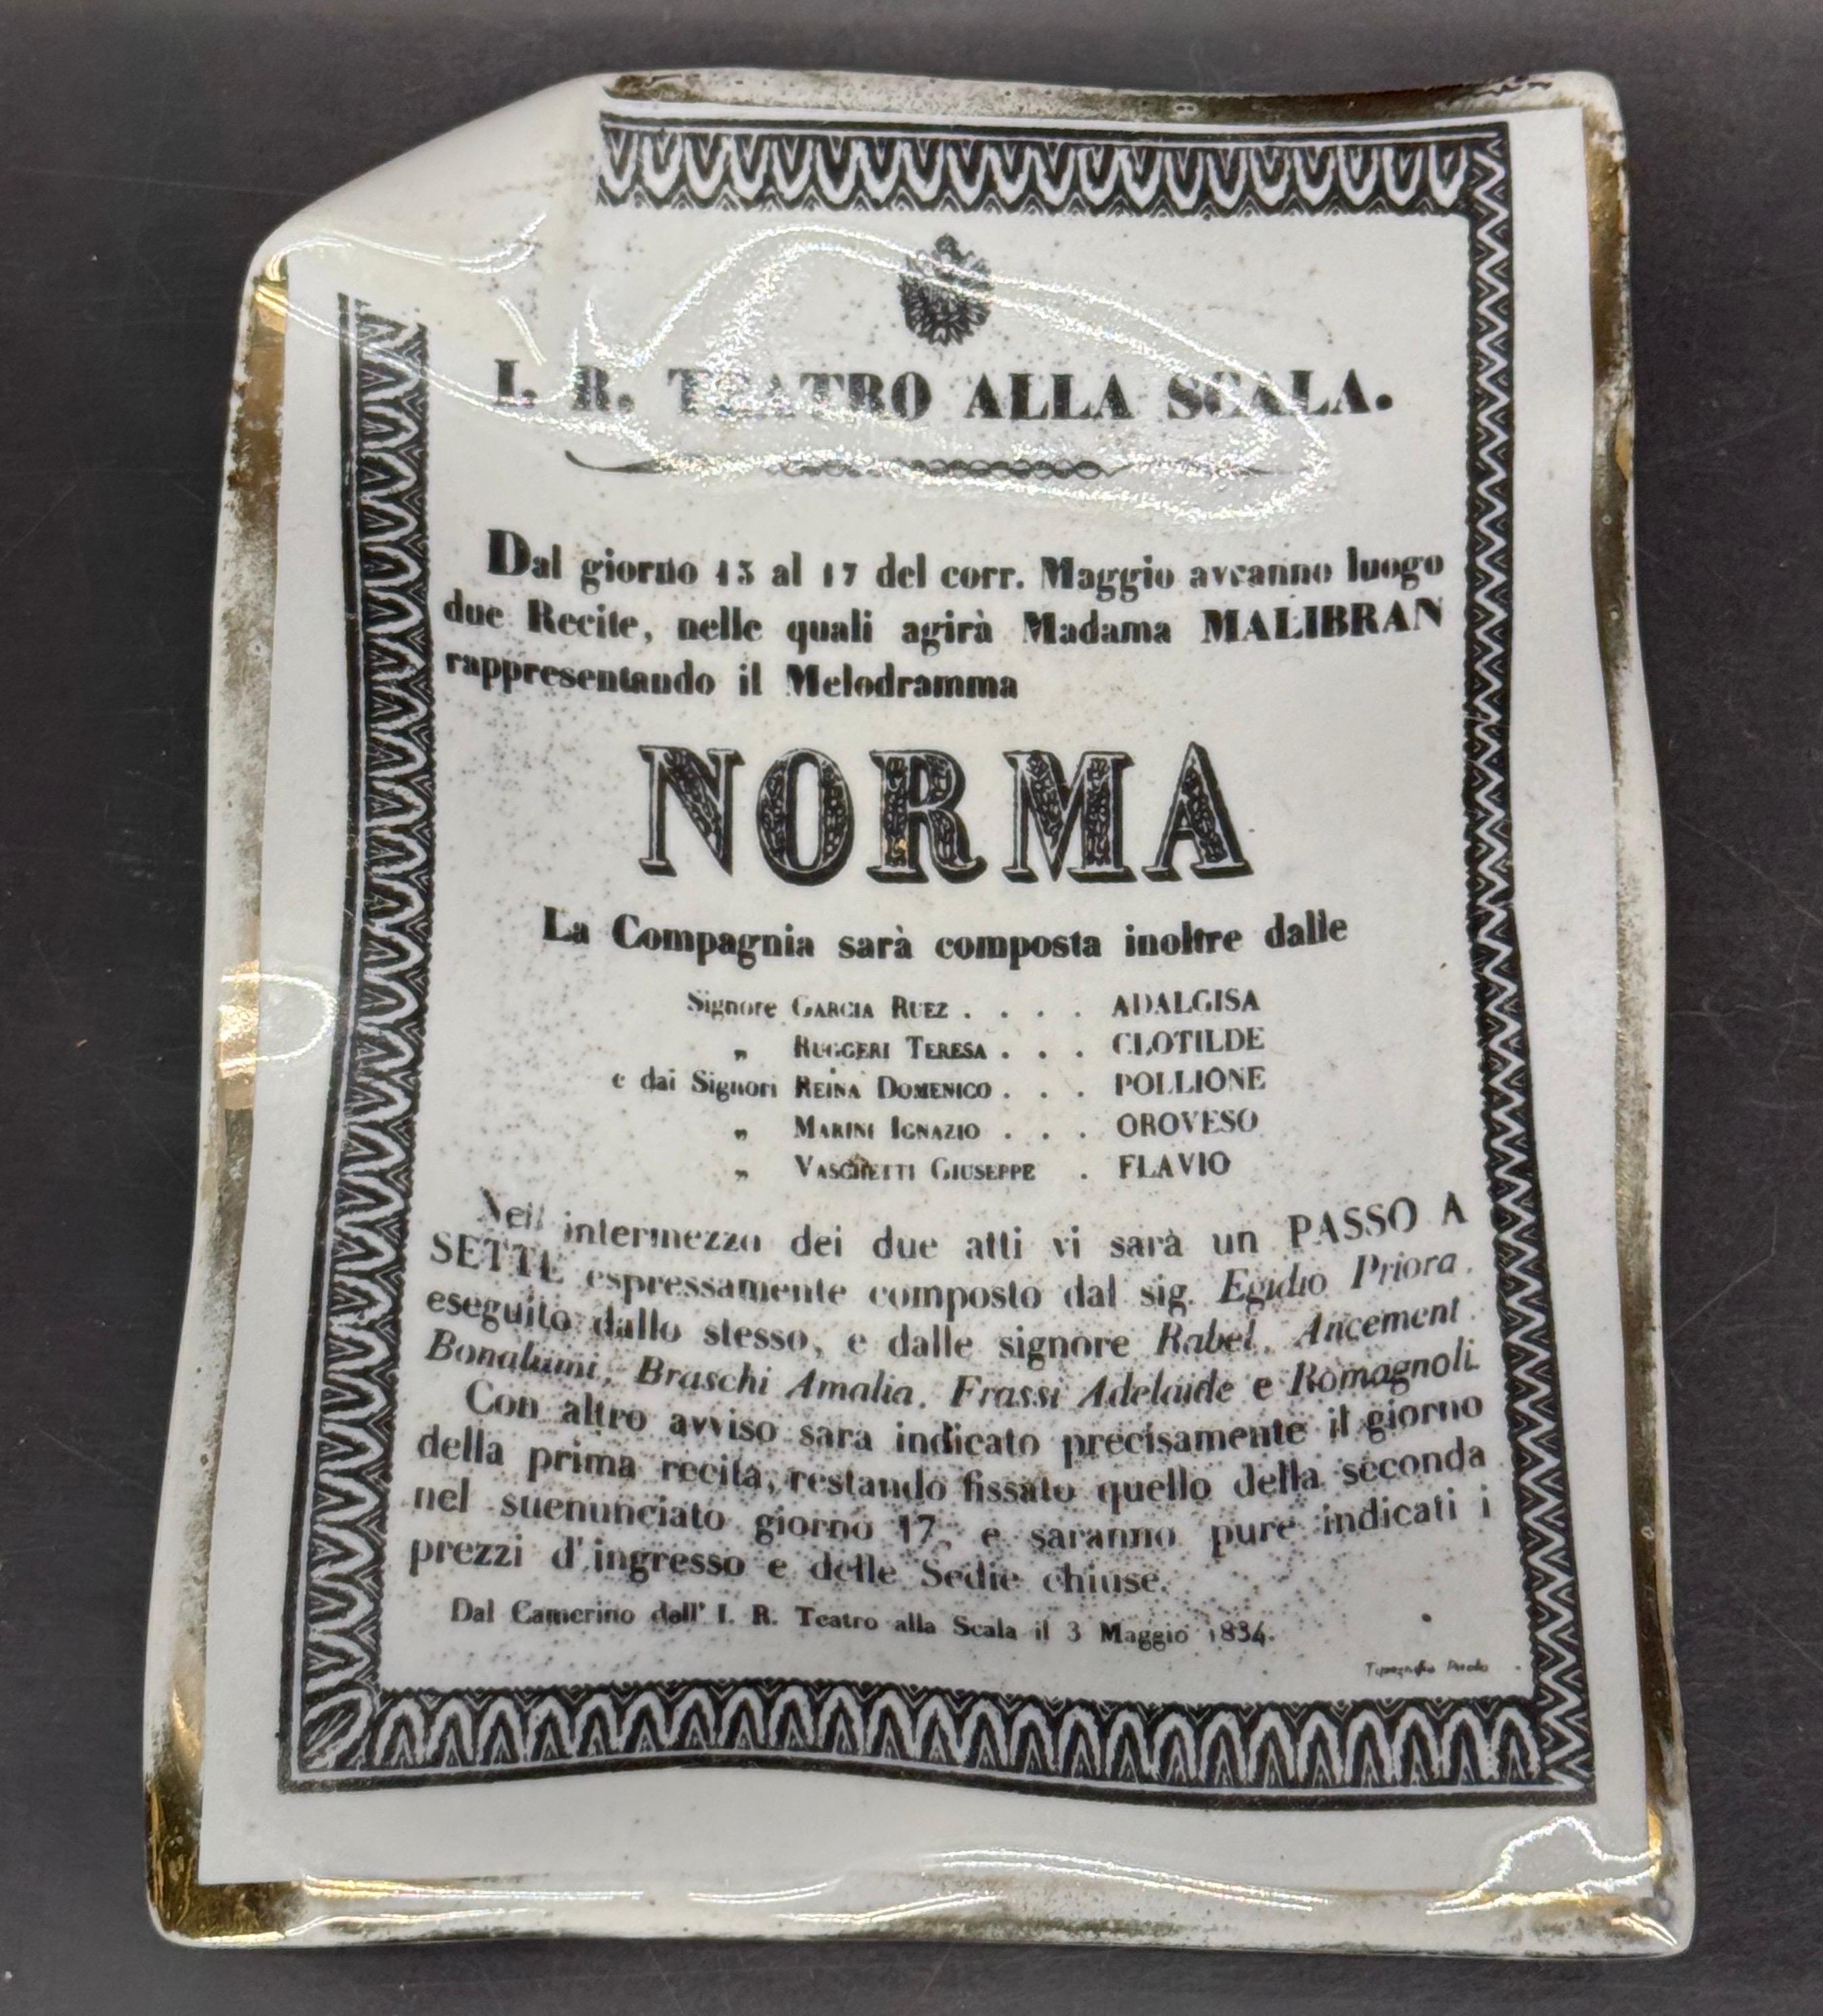 I. R. TEATRO ALLA SCALA.
Dal giorno 13 al 17 del corr. Maggio avranno luogo
due Recite, nelle quali agirà Madama MALIBRAN
rappresentando il Melodramma
NORMA
La Compagnia sarà composta inoltre dalle
Signore GARCIA RUEZ . . . . ADALGISA
„ RUGGERI TERESA . . . CLOTILDE
e dai Signori REINA DOMENICO . . . POLLIONE
„ MARINI IGNAZIO . . . OROVESO
„ VASCHETTI GIUSEPPE . FLAVIO
Nell intermezzo dei due atti vi sarà un PASSO A
SETTE espressamente composto dal sig. Egidio Priora,
eseguito dallo stesso, e dalle signore Rabel, Ancement,
Bonalumi, Braschi Amalia, Frassi Adelaide e Romagnoli.
Con altro avviso sara indicato precisamente il giorno
della prima recita, restando fissato quello della seconda
nel suenunciato giorno 17, e saranno pure indicati i
prezzi d'ingresso e delle Sedie chiuse.
Dal Camerino dell' I. R. Teatro alla Scala il 3 Maggio 1834.